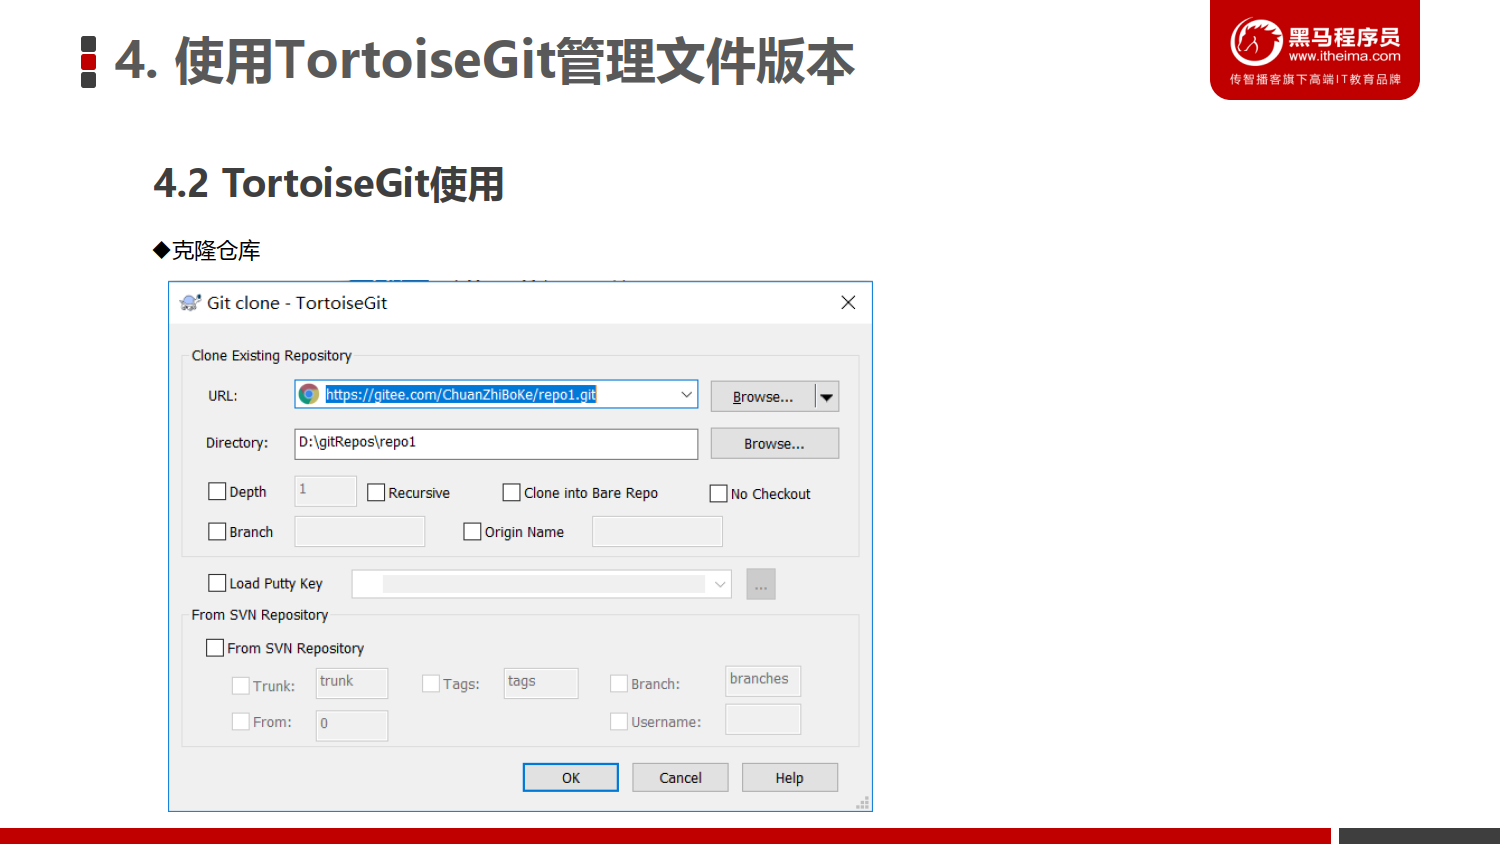 4. 使用TortoiseGit管理文件版本
黑马程序员
www.itheima.com
传智播客旗下高端IT教育品牌
4.2 TortoiseGit使用
◆克隆仓库
Git clone - TortoiseGit
Clone Existing Repository
URL: https://gitee.com/ChuanZhiBoKe/repo1.git Browse...
Directory: D:\gitRepos\repo1 Browse...
Depth 1 Recursive Clone into Bare Repo No Checkout
Branch Origin Name
Load Putty Key ...
From SVN Repository
From SVN Repository
Trunk: trunk Tags: tags Branch: branches
From: 0 Username:
OK Cancel Help